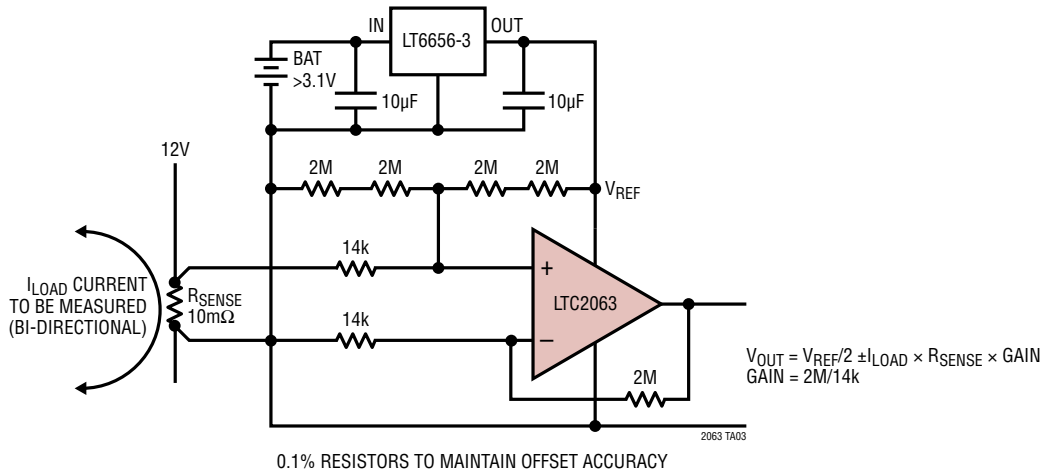 IN LT6656-3 OUT
BAT
>3.1V
10µF
10µF
12V
2M 2M 2M 2M
VREF
14k
ILOAD CURRENT
TO BE MEASURED
(BI-DIRECTIONAL)
RSENSE
10mΩ
+
LTC2063
14k
–
2M
VOUT = VREF/2 ±ILOAD × RSENSE × GAIN
GAIN = 2M/14k
2063 TA03
0.1% RESISTORS TO MAINTAIN OFFSET ACCURACY